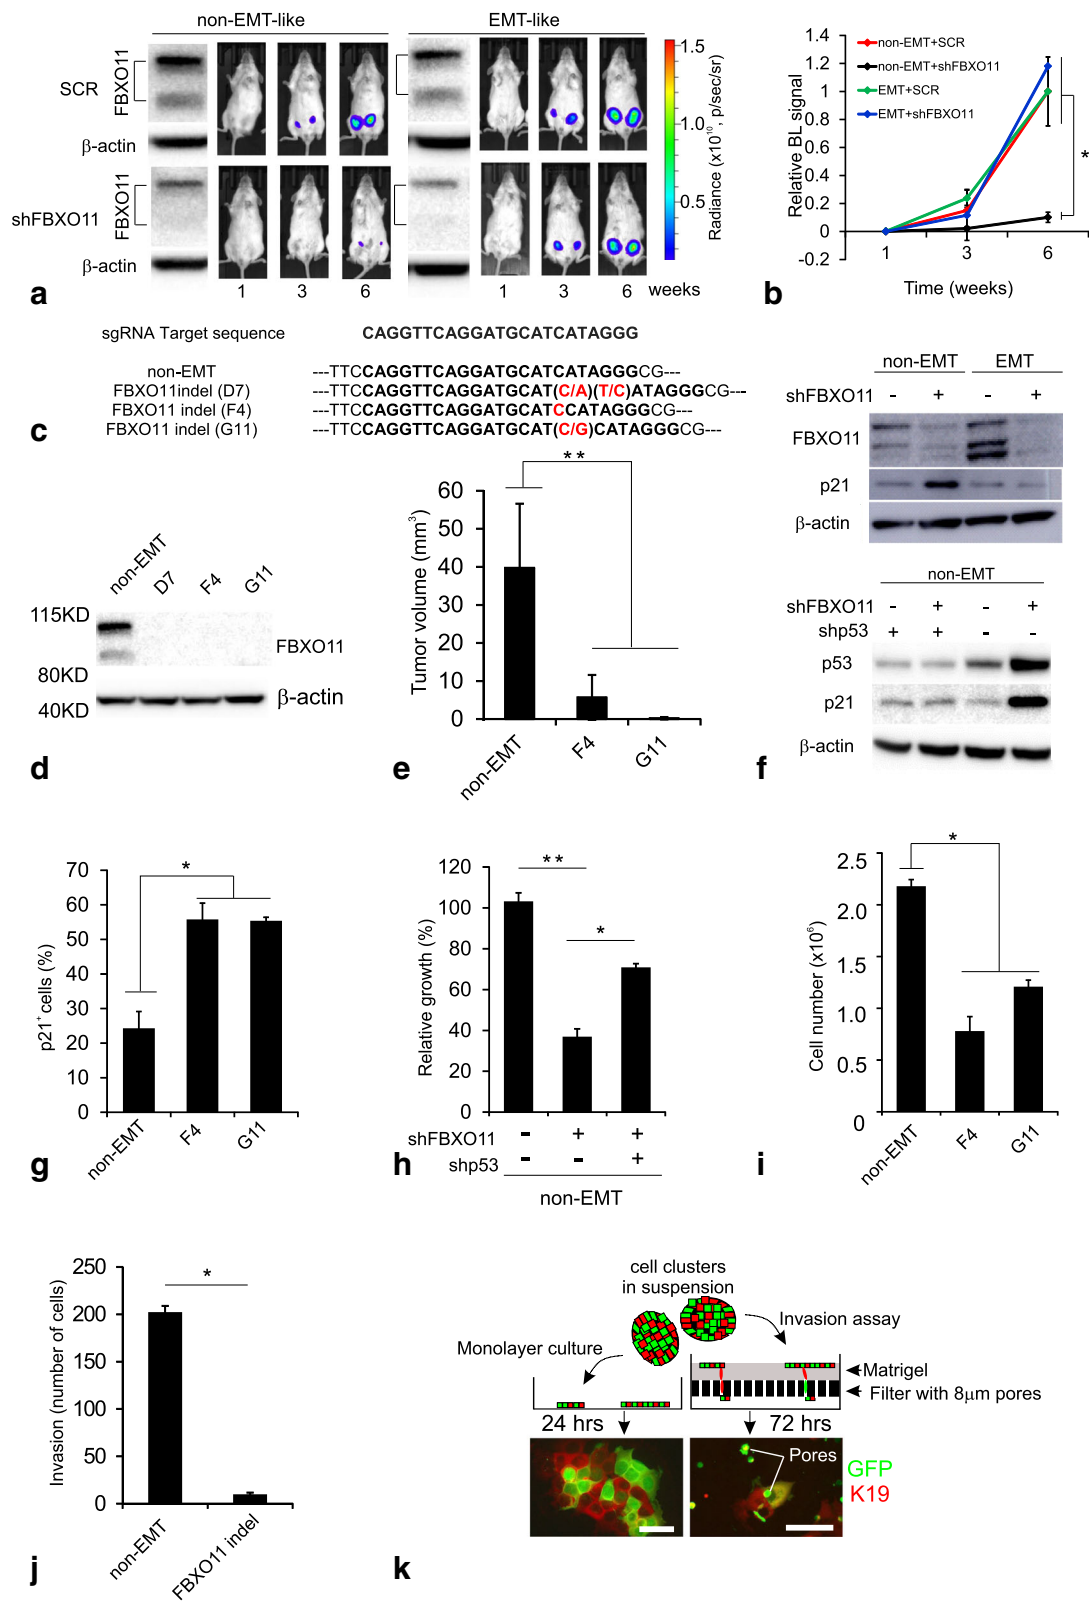 non-EMT-like
EMT-like
SCR
FBXO11
β-actin
shFBXO11
FBXO11
β-actin
1 3 6 1 3 6 weeks
1.5
1.0
0.5
Radiance (x10¹⁰, p/sec/sr)
a
1.4
1.2
1
0.8
0.6
0.4
0.2
0
-0.2
Relative BL signal
non-EMT+SCR
non-EMT+shFBXO11
EMT+SCR
EMT+shFBXO11
*
1 3 6
Time (weeks)
b
sgRNA Target sequence CAGGTTCAGGATGCATCATAGGG
non-EMT ---TTCCAGGTTCAGGATGCATCATAGGGCG---
FBXO11indel (D7) ---TTCCAGGTTCAGGATGCAT(C/A)(T/C)ATAGGGCG---
FBXO11 indel (F4) ---TTCCAGGTTCAGGATGCATCCATAGGGCG---
FBXO11 indel (G11) ---TTCCAGGTTCAGGATGCAT(C/G)CATAGGGCG---
c
non-EMT D7 F4 G11
115KD
FBXO11
80KD
β-actin
40KD
d
**
60
50
40
30
20
10
0
Tumor volume (mm³)
non-EMT F4 G11
e
non-EMT EMT
shFBXO11 - + - +
FBXO11
p21
β-actin
non-EMT
shFBXO11 - + - +
shp53 + + - -
p53
p21
β-actin
f
70
60
50
40
30
20
10
0
p21⁺ cells (%)
*
non-EMT F4 G11
g
120
100
80
60
40
20
0
Relative growth (%)
**
*
shFBXO11 - + +
shp53 - - +
non-EMT
h
2.5
2.0
1.5
1.0
0.5
0
Cell number (x10⁶)
*
non-EMT F4 G11
i
250
200
150
100
50
0
Invasion (number of cells)
*
non-EMT FBXO11 indel
j
cell clusters
in suspension
Invasion assay
Monolayer culture
Matrigel
Filter with 8μm pores
24 hrs
72 hrs
Pores
GFP
K19
k